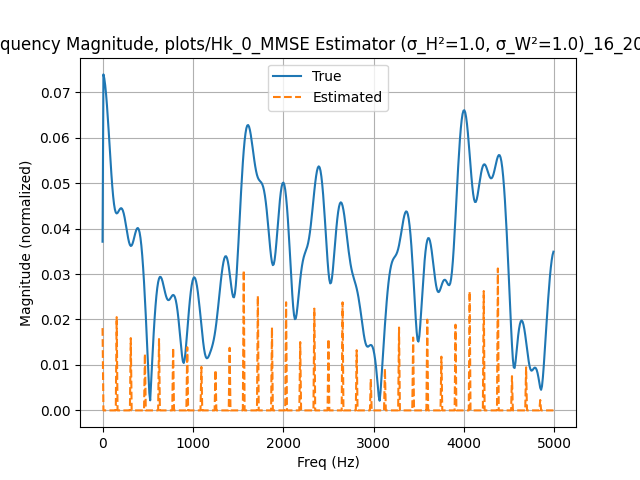 quency Magnitude, plots/Hk_0_MMSE Estimator (σ_H²=1.0, σ_W²=1.0)_16_20
True
Estimated
0.07
0.06
0.05
0.04
0.03
0.02
0.01
0.00
Magnitude (normalized)
0
1000
2000
3000
4000
5000
Freq (Hz)